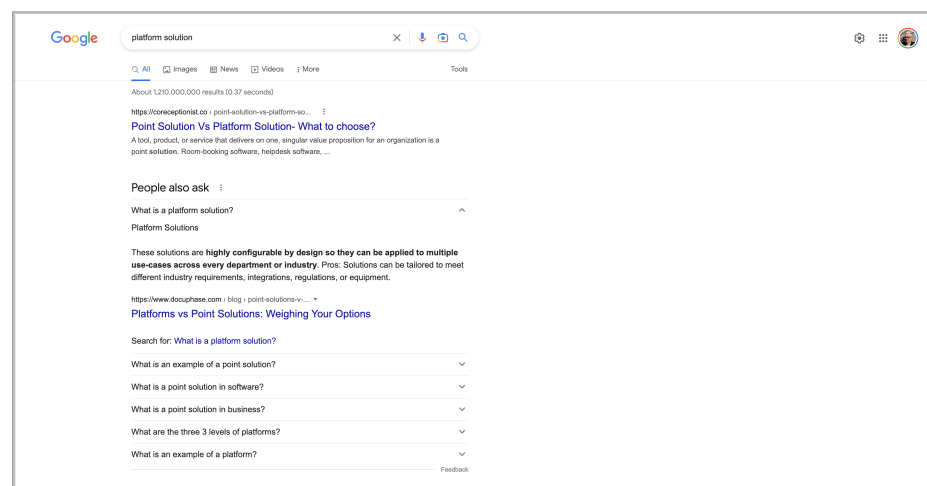 Google
platform solution
All Images News Videos More Tools
About 1,210,000,000 results (0.37 seconds)
https://coreceptionist.co › point-solution-vs-platform-so...
Point Solution Vs Platform Solution- What to choose?
A tool, product, or service that delivers on one, singular value proposition for an organization is a
point solution. Room-booking software, helpdesk software, ...
People also ask
What is a platform solution?
Platform Solutions
These solutions are highly configurable by design so they can be applied to multiple
use-cases across every department or industry. Pros: Solutions can be tailored to meet
different industry requirements, integrations, regulations, or equipment.
https://www.docuphase.com › blog › point-solutions-v-...
Platforms vs Point Solutions: Weighing Your Options
Search for: What is a platform solution?
What is an example of a point solution?
What is a point solution in software?
What is a point solution in business?
What are the three 3 levels of platforms?
What is an example of a platform?
Feedback